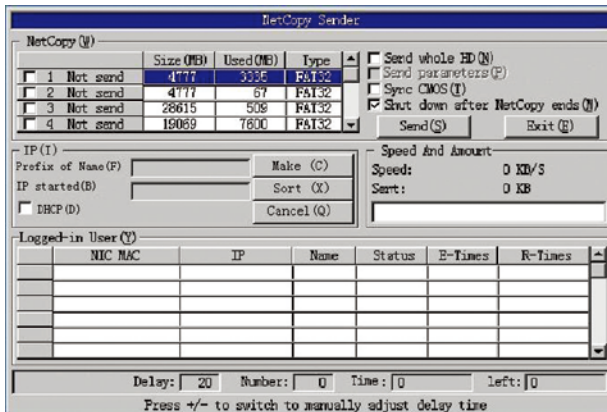 NetCopy Sender
NetCopy(W)
Size(MB) Used(MB) Type
1 Not send 4777 3335 FAT32
2 Not send 4777 67 FAT32
3 Not send 28615 509 FAT32
4 Not send 19069 7600 FAT32
Send whole HD(N)
Send parameters(P)
Sync CMOS(T)
Shut down after NetCopy ends(M)
Send(S) Exit(E)
IP(I)
Prefix of Name(F)
IP started(B)
DHCP(D)
Make (C)
Sort (X)
Cancel(Q)
Speed And Amount
Speed: 0 KB/S
Sent: 0 KB
Logged-in User(Y)
NIC MAC IP Name Status E-Times R-Times
Delay: 20 Number: 0 Time: 0 left: 0
Press +/- to switch to manually adjust delay time